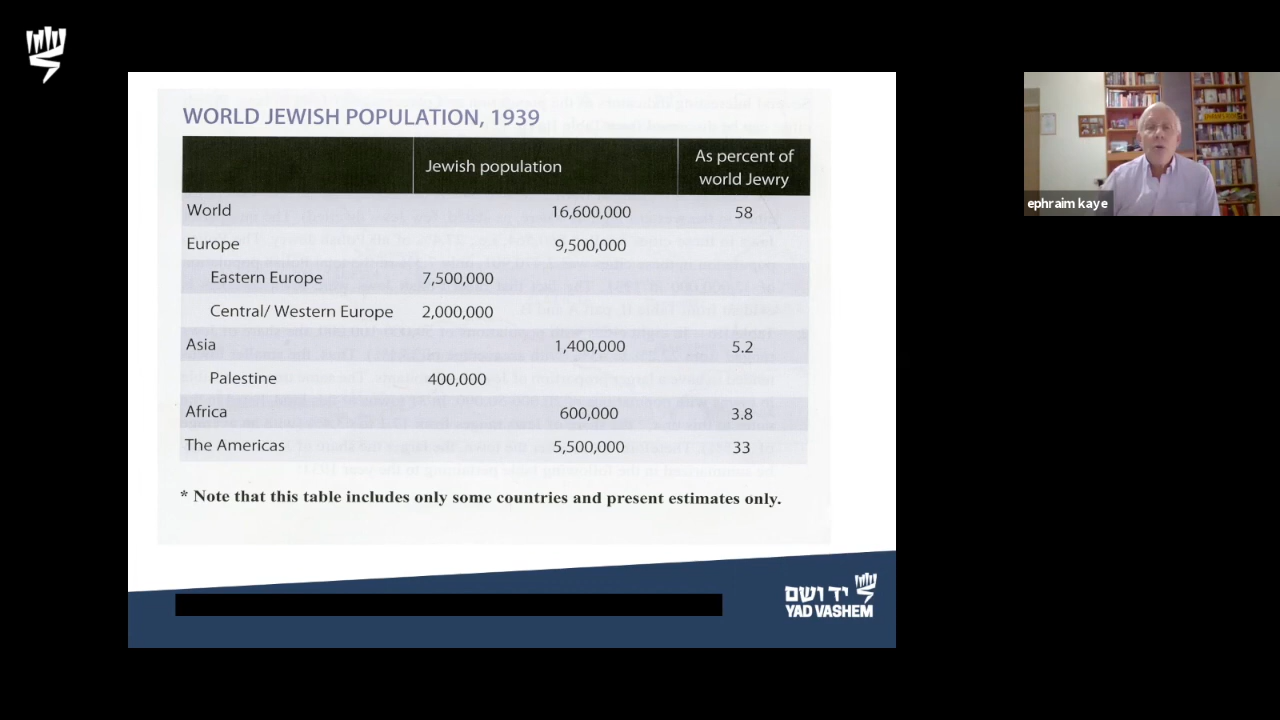 WORLD JEWISH POPULATION, 1939
Jewish population
As percent of
world Jewry
World 16,600,000 58
Europe 9,500,000
Eastern Europe 7,500,000
Central/ Western Europe 2,000,000
Asia 1,400,000 5.2
Palestine 400,000
Africa 600,000 3.8
The Americas 5,500,000 33
* Note that this table includes only some countries and present estimates only.
יד ושם
YAD VASHEM
ephraim kaye